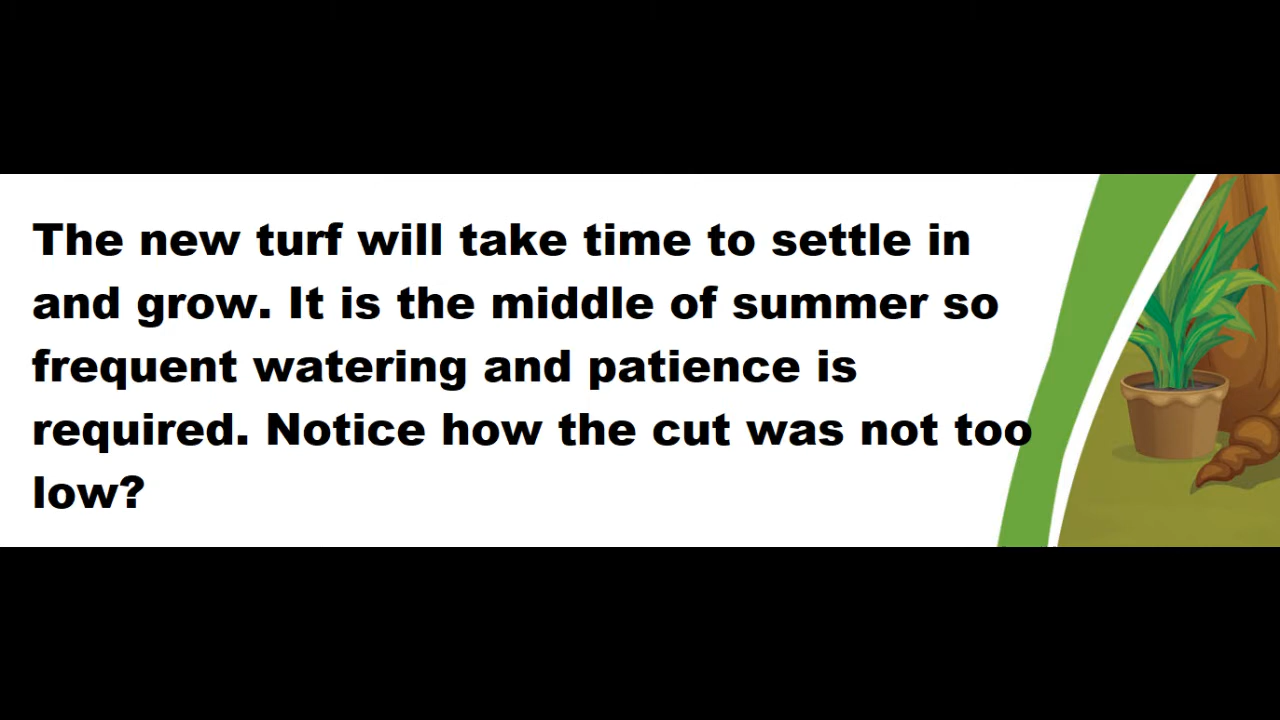 The new turf will take time to settle in
and grow. It is the middle of summer so
frequent watering and patience is
required. Notice how the cut was not too
low?